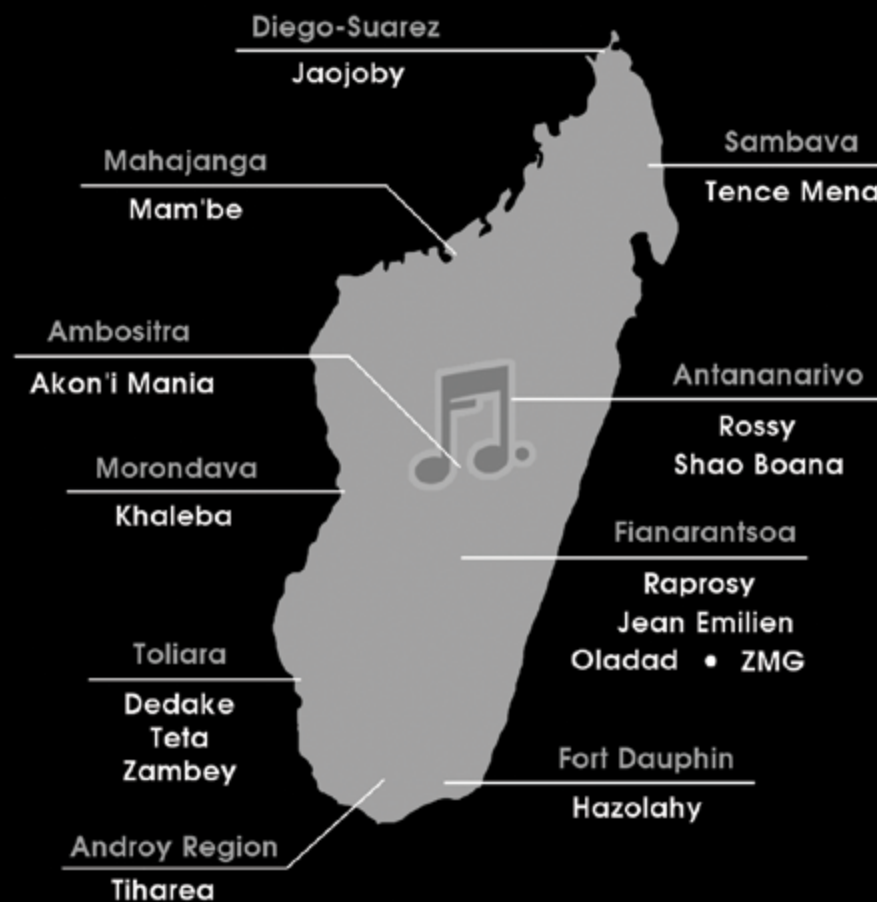 Diego-Suarez
Jaojoby
Sambava
Tence Mena
Mahajanga
Mam'be
Ambositra
Akon'i Mania
Antananarivo
Rossy
Shao Boana
Morondava
Khaleba
Fianarantsoa
Raprosy
Jean Emilien
Oladad • ZMG
Toliara
Dedake
Teta
Zambey
Fort Dauphin
Hazolahy
Androy Region
Tiharea